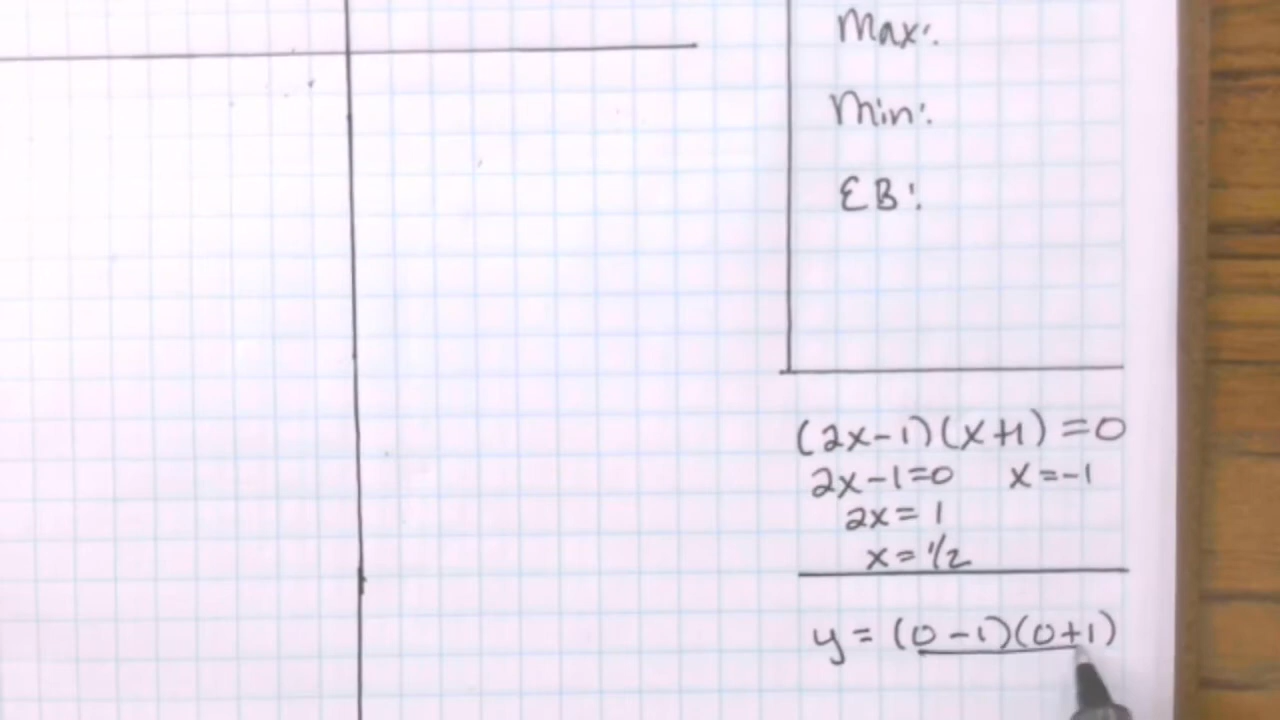 Max:
Min:
EB:
(2x-1)(x+1)=0
2x-1=0 x=-1
2x=1
x=1/2
y=(0-1)(0+1)